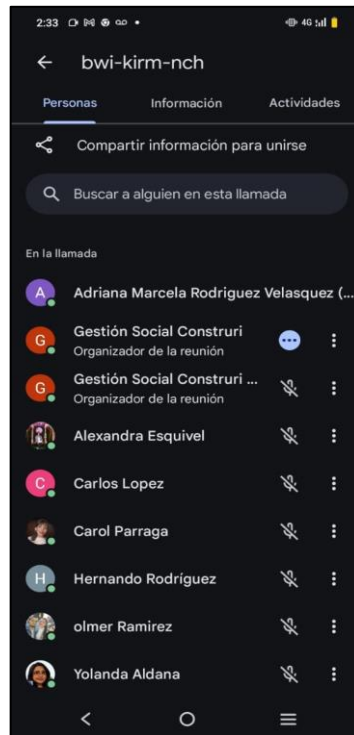 2:33
4G
bwi-kirm-nch
Personas
Información
Actividades
Compartir información para unirse
Buscar a alguien en esta llamada
En la llamada
A
Adriana Marcela Rodriguez Velasquez (...
G
Gestión Social Construri
Organizador de la reunión
G
Gestión Social Construri ...
Organizador de la reunión
Alexandra Esquivel
C
Carlos Lopez
Carol Parraga
H
Hernando Rodríguez
olmer Ramirez
Yolanda Aldana